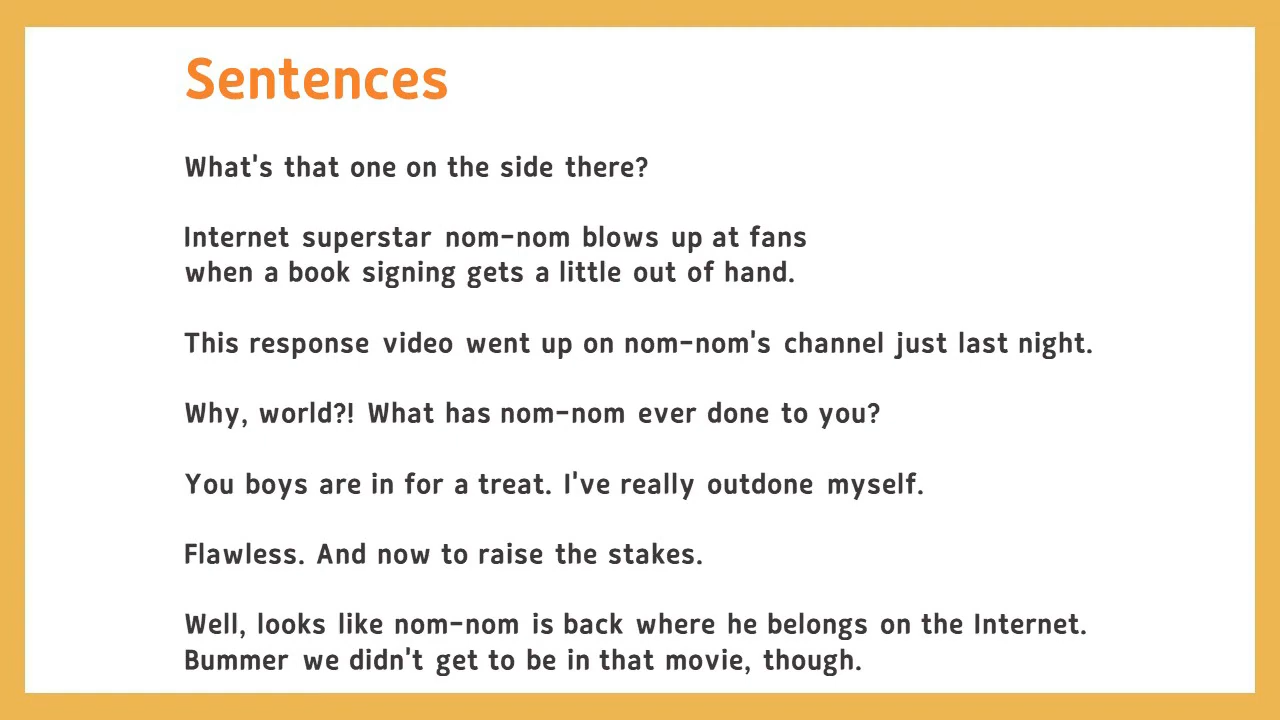 Sentences
What's that one on the side there?
Internet superstar nom-nom blows up at fans
when a book signing gets a little out of hand.
This response video went up on nom-nom's channel just last night.
Why, world?! What has nom-nom ever done to you?
You boys are in for a treat. I've really outdone myself.
Flawless. And now to raise the stakes.
Well, looks like nom-nom is back where he belongs on the Internet.
Bummer we didn't get to be in that movie, though.